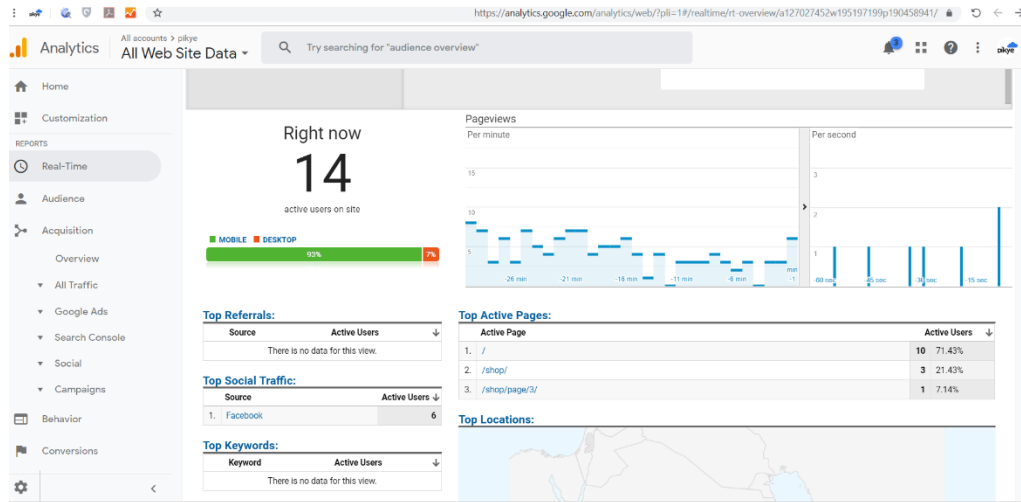 pikye
https://analytics.google.com/analytics/web/?pli=1#/realtime/rt-overview/a127027452w195197199p190458941/
Analytics
All accounts > pikye
All Web Site Data
Try searching for "audience overview"
3
pikye
Home
Customization
REPORTS
Real-Time
Audience
Acquisition
Overview
All Traffic
Google Ads
Search Console
Social
Campaigns
Behavior
Conversions
Right now
14
active users on site
MOBILE DESKTOP
93% 7%
Pageviews
Per minute
15
10
5
-26 min -21 min -18 min -11 min -6 min min -1
Per second
3
2
1
-60 sec -45 sec -30 sec -15 sec
Top Referrals:
Source Active Users
There is no data for this view.
Top Social Traffic:
Source Active Users
1. Facebook 6
Top Keywords:
Keyword Active Users
There is no data for this view.
Top Active Pages:
Active Page Active Users
1. / 10 71.43%
2. /shop/ 3 21.43%
3. /shop/page/3/ 1 7.14%
Top Locations: